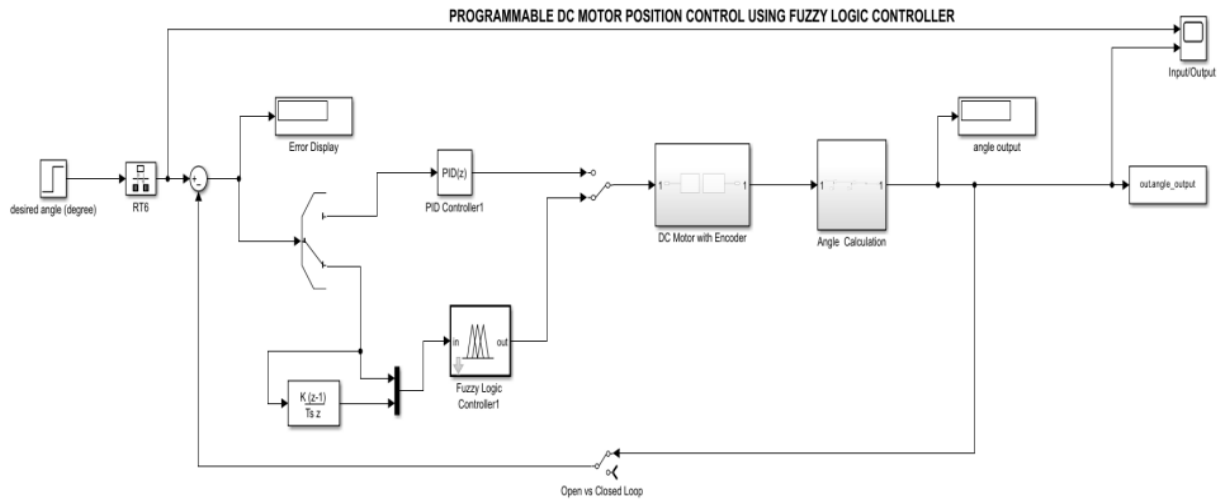 PROGRAMMABLE DC MOTOR POSITION CONTROL USING FUZZY LOGIC CONTROLLER
Input/Output
Error Display
angle output
desired angle (degree)
RT6
+
-
PID(z)
PID Controller1
1 1
DC Motor with Encoder
1 1
Angle Calculation
out.angle_output
in out
Fuzzy Logic
Controller1
K (z-1)
Ts z
Open vs Closed Loop